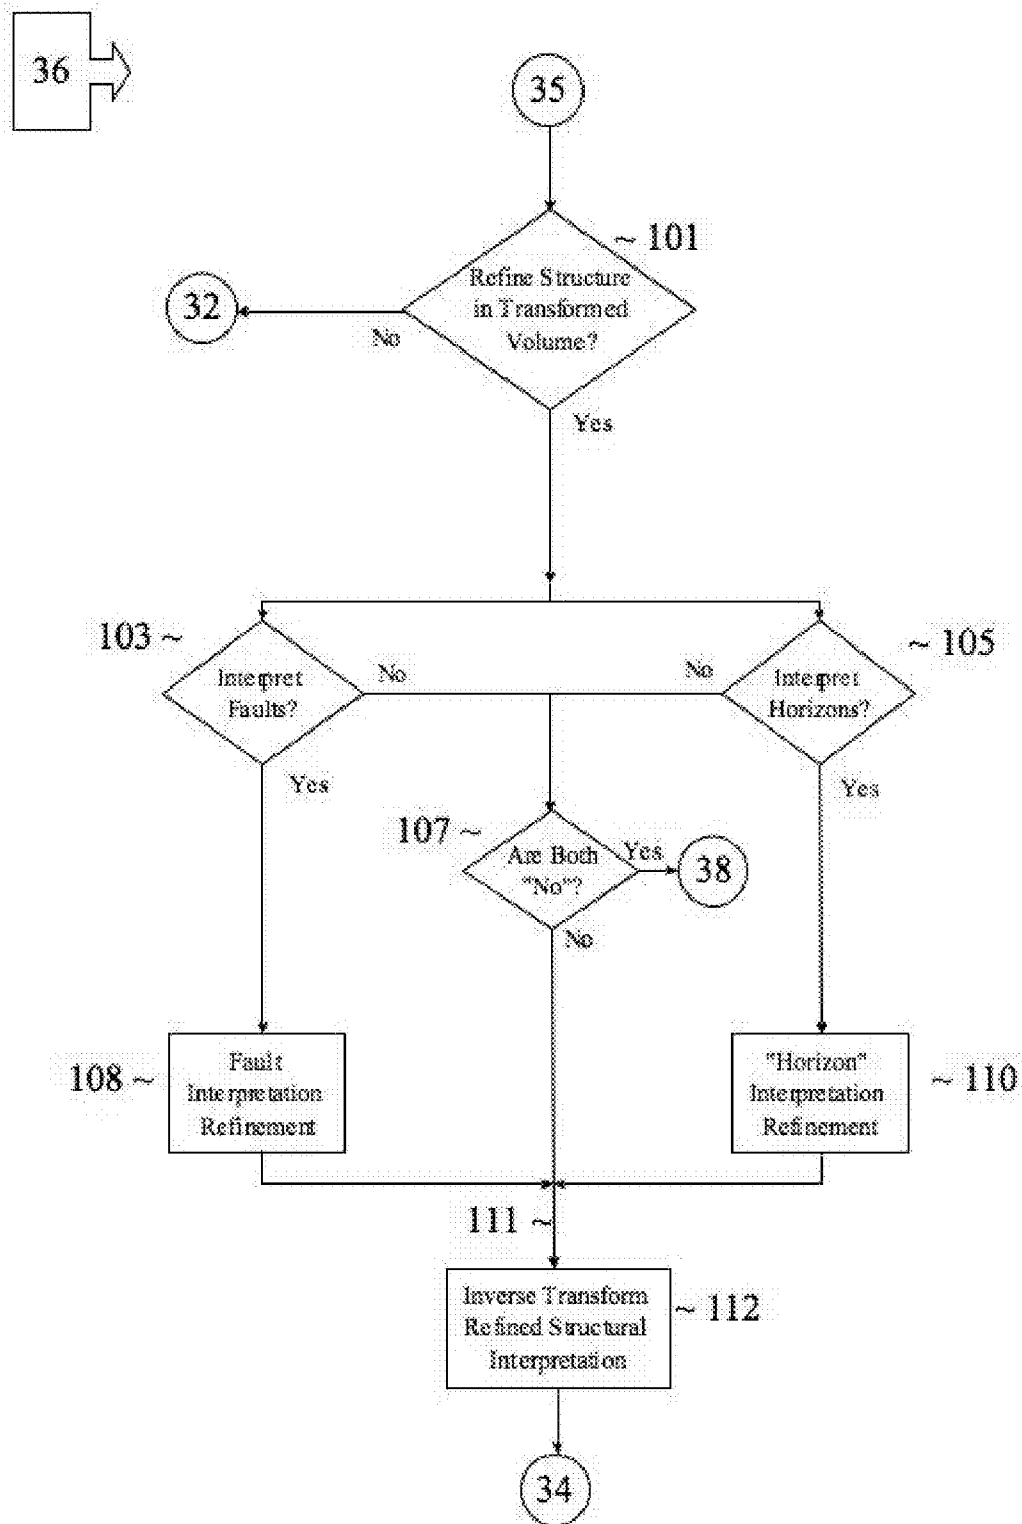 36
35
~ 101
Refine Structure
in Transformed
Volume?
32
No
Yes
103 ~
~ 105
Interpret
Faults?
No
No
Interpret
Horizons?
Yes
Yes
107 ~
Are Both
"No"?
Yes
38
No
108 ~
Fault
Interpretation
Refinement
"Horizon"
Interpretation
Refinement
~ 110
111 ~
Inverse Transform
Refined Structural
Interpretation
~ 112
34